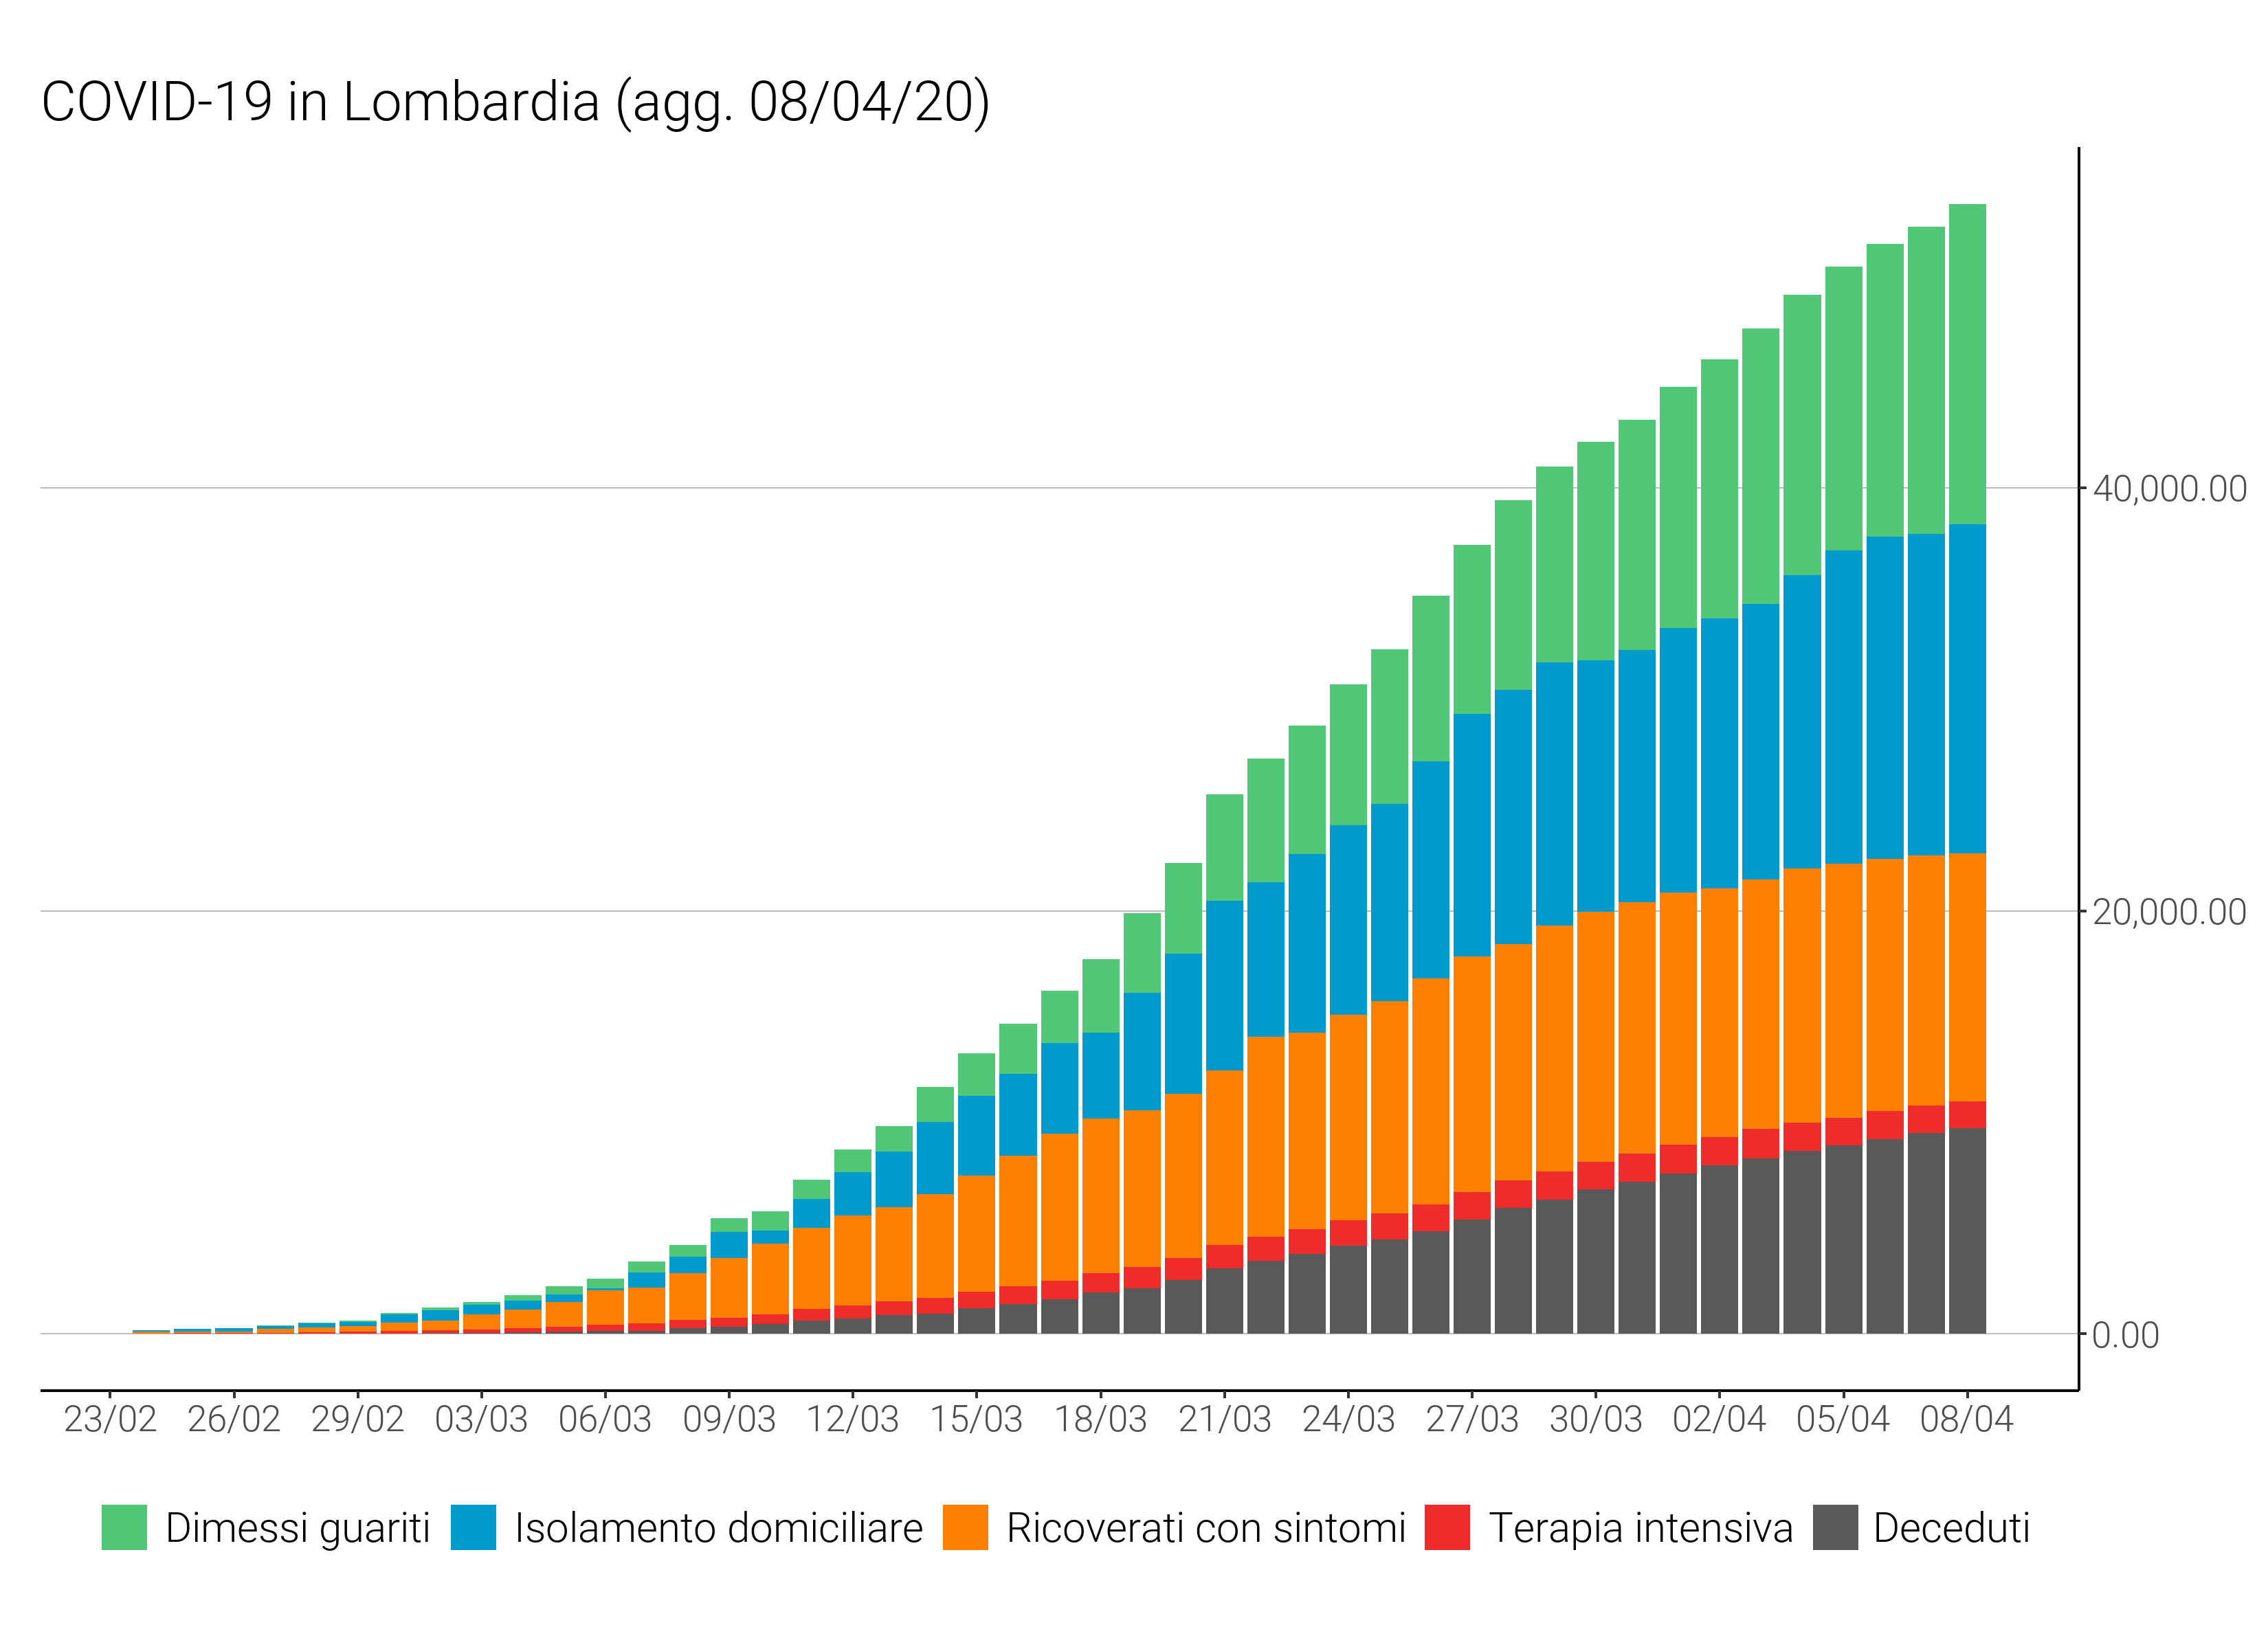 COVID-19 in Lombardia (agg. 08/04/20)
40,000.00
20,000.00
0.00
23/02 26/02 29/02 03/03 06/03 09/03 12/03 15/03 18/03 21/03 24/03 27/03 30/03 02/04 05/04 08/04
Dimessi guariti Isolamento domiciliare Ricoverati con sintomi Terapia intensiva Deceduti